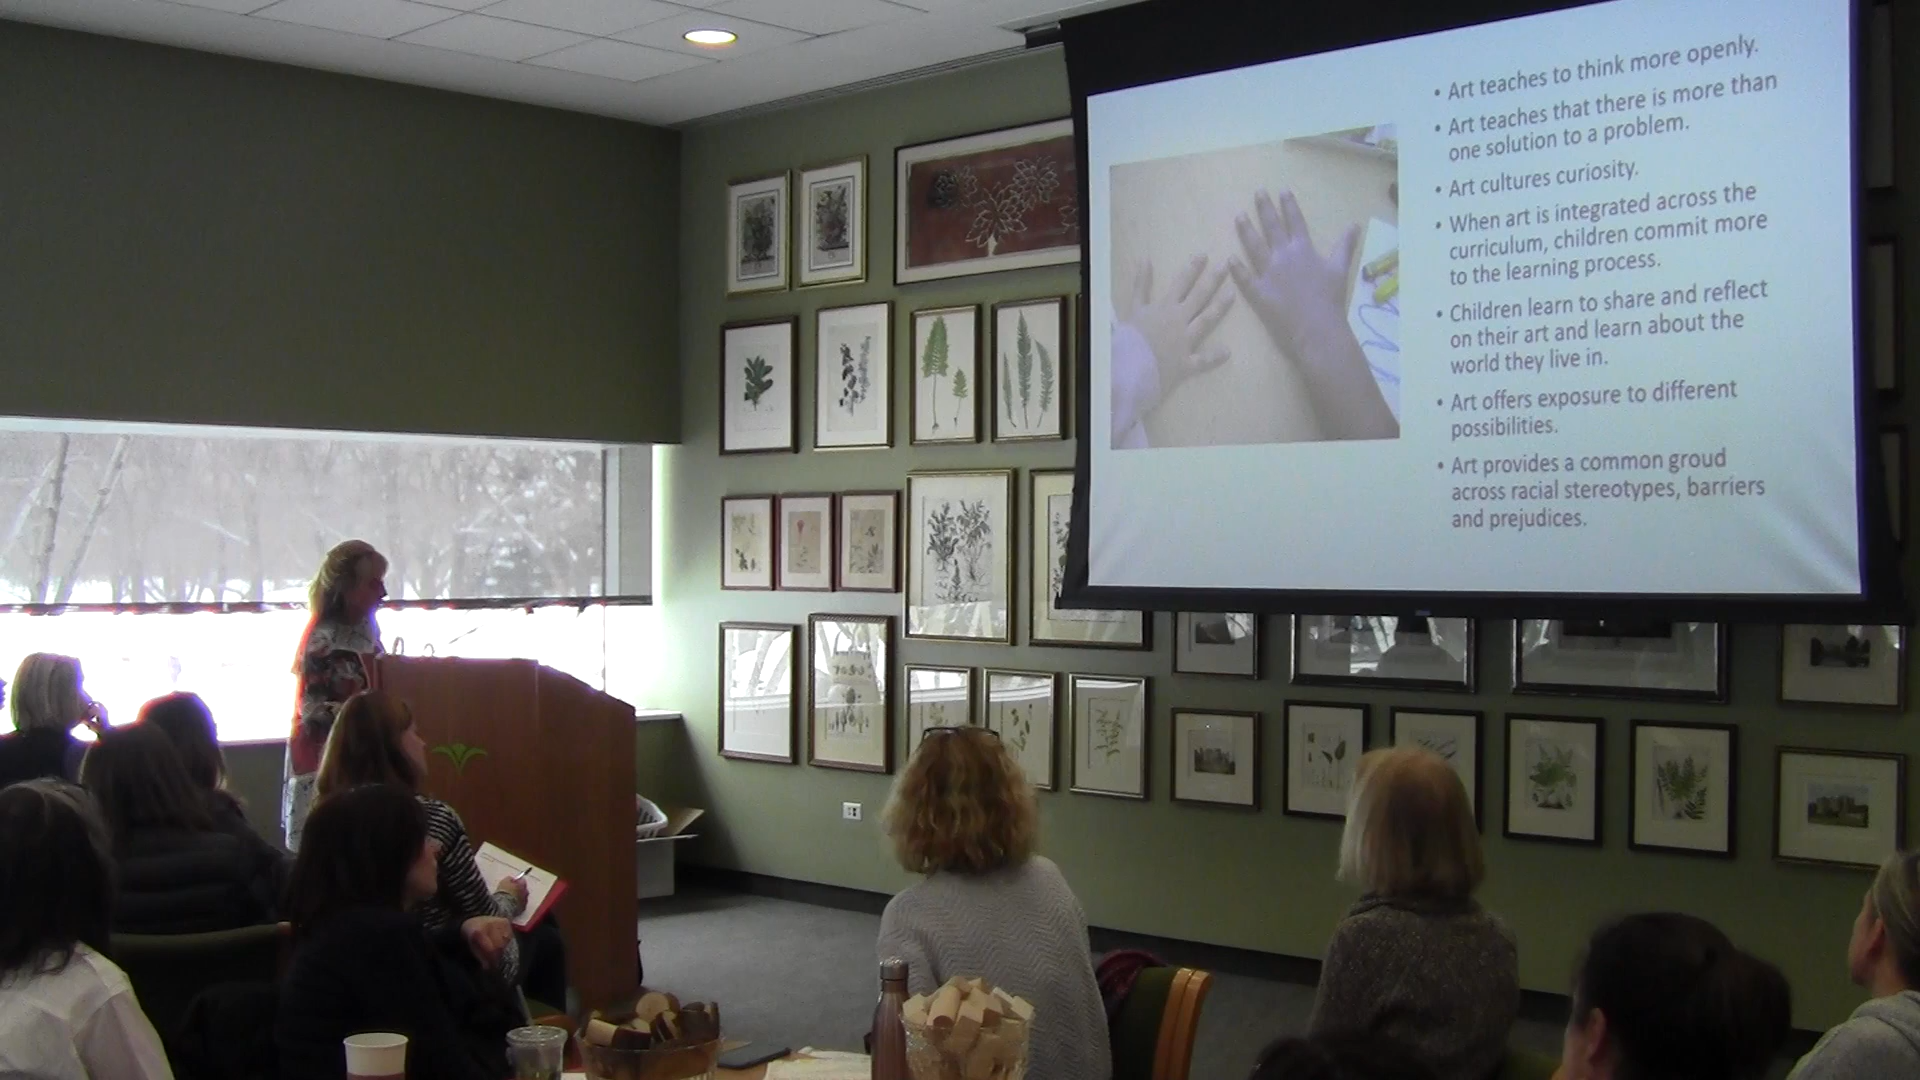 • Art teaches to think more openly.
• Art teaches that there is more than
one solution to a problem.
• Art cultures curiosity.
• When art is integrated across the
curriculum, children commit more
to the learning process.
• Children learn to share and reflect
on their art and learn about the
world they live in.
• Art offers exposure to different
possibilities.
• Art provides a common groud
across racial stereotypes, barriers
and prejudices.